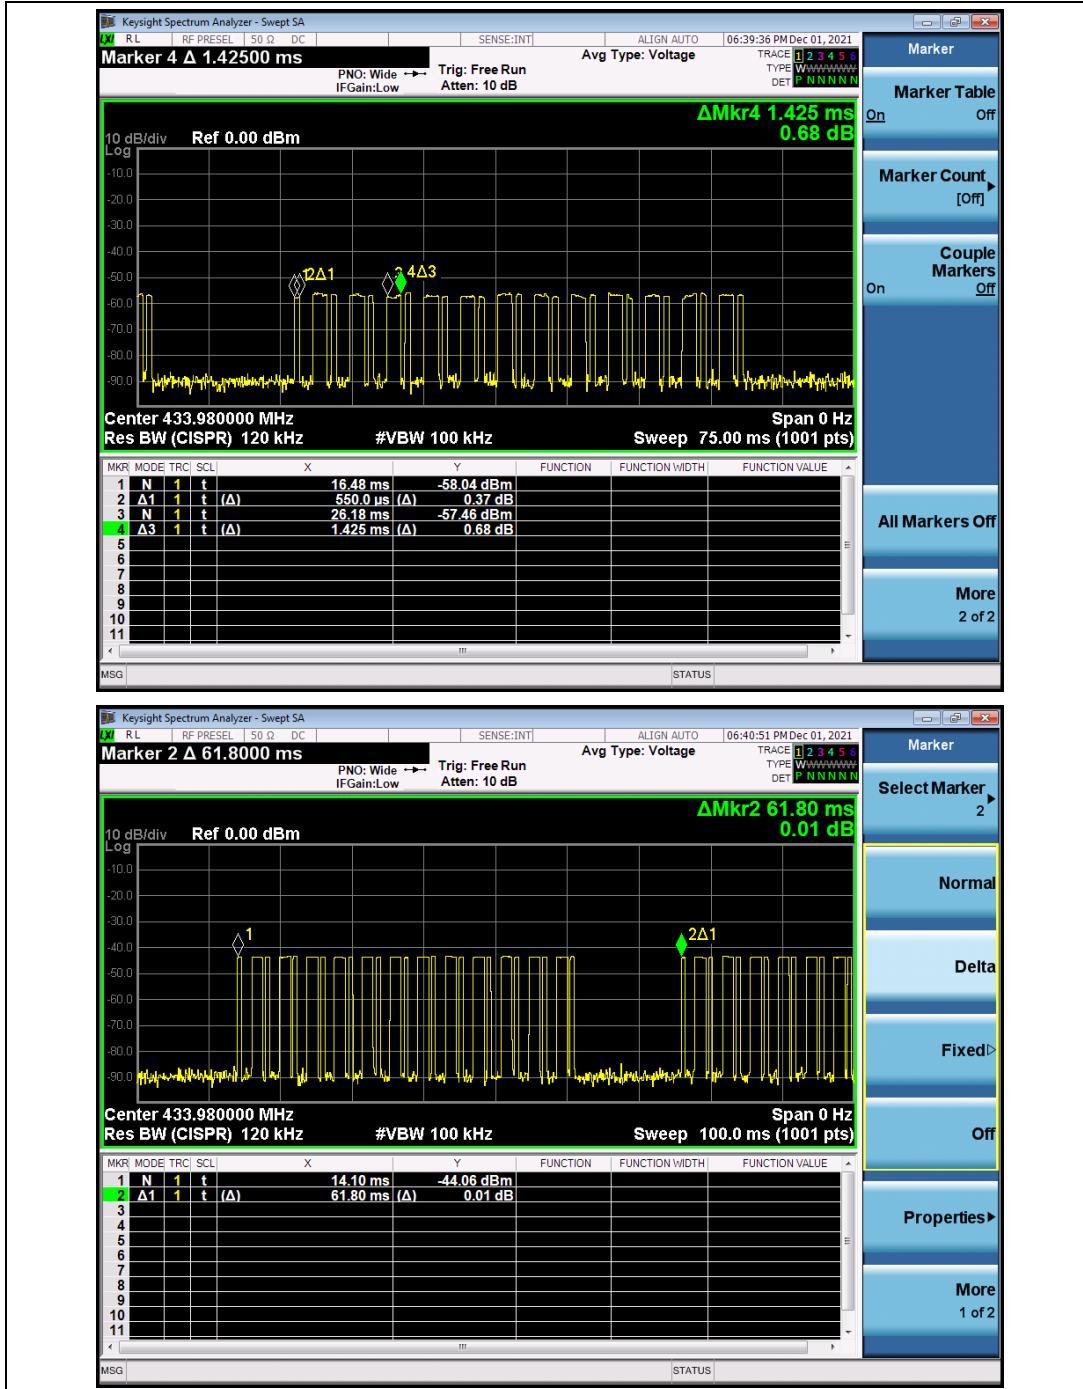 Keysight Spectrum Analyzer - Swept SA
LXI RL RF PRESEL 50 Ω DC SENSE:INT ALIGN AUTO 06:39:36 PM Dec 01, 2021
Marker 4 Δ 1.42500 ms
PNO: Wide
IFGain:Low
Trig: Free Run
Atten: 10 dB
Avg Type: Voltage
TRACE 1 2 3 4 5 6
TYPE WWWWWW
DET P N N N N N
ΔMkr4 1.425 ms
0.68 dB
10 dB/div Ref 0.00 dBm
Log
-10.0
-20.0
-30.0
-40.0
-50.0
-60.0
-70.0
-80.0
-90.0
2Δ1
4Δ3
Center 433.980000 MHz Span 0 Hz
Res BW (CISPR) 120 kHz #VBW 100 kHz Sweep 75.00 ms (1001 pts)
MKR MODE TRC SCL X Y FUNCTION FUNCTION WIDTH FUNCTION VALUE
1 N 1 t 16.48 ms -58.04 dBm
2 Δ1 1 t (Δ) 550.0 us (Δ) 0.37 dB
3 N 1 t 26.18 ms -57.46 dBm
4 Δ3 1 t (Δ) 1.425 ms (Δ) 0.68 dB
5
6
7
8
9
10
11
MSG STATUS
Marker
Marker Table
On Off
Marker Count
[Off]
Couple
Markers
On Off
All Markers Off
More
2 of 2
Keysight Spectrum Analyzer - Swept SA
LXI RL RF PRESEL 50 Ω DC SENSE:INT ALIGN AUTO 06:40:51 PM Dec 01, 2021
Marker 2 Δ 61.8000 ms
PNO: Wide
IFGain:Low
Trig: Free Run
Atten: 10 dB
Avg Type: Voltage
TRACE 1 2 3 4 5 6
TYPE WWWWWW
DET P N N N N N
ΔMkr2 61.80 ms
0.01 dB
10 dB/div Ref 0.00 dBm
Log
-10.0
-20.0
-30.0
-40.0
-50.0
-60.0
-70.0
-80.0
-90.0
1
2Δ1
Center 433.980000 MHz Span 0 Hz
Res BW (CISPR) 120 kHz #VBW 100 kHz Sweep 100.0 ms (1001 pts)
MKR MODE TRC SCL X Y FUNCTION FUNCTION WIDTH FUNCTION VALUE
1 N 1 t 14.10 ms -44.06 dBm
2 Δ1 1 t (Δ) 61.80 ms (Δ) 0.01 dB
3
4
5
6
7
8
9
10
11
MSG STATUS
Marker
Select Marker
2
Normal
Delta
Fixed
Off
Properties
More
1 of 2